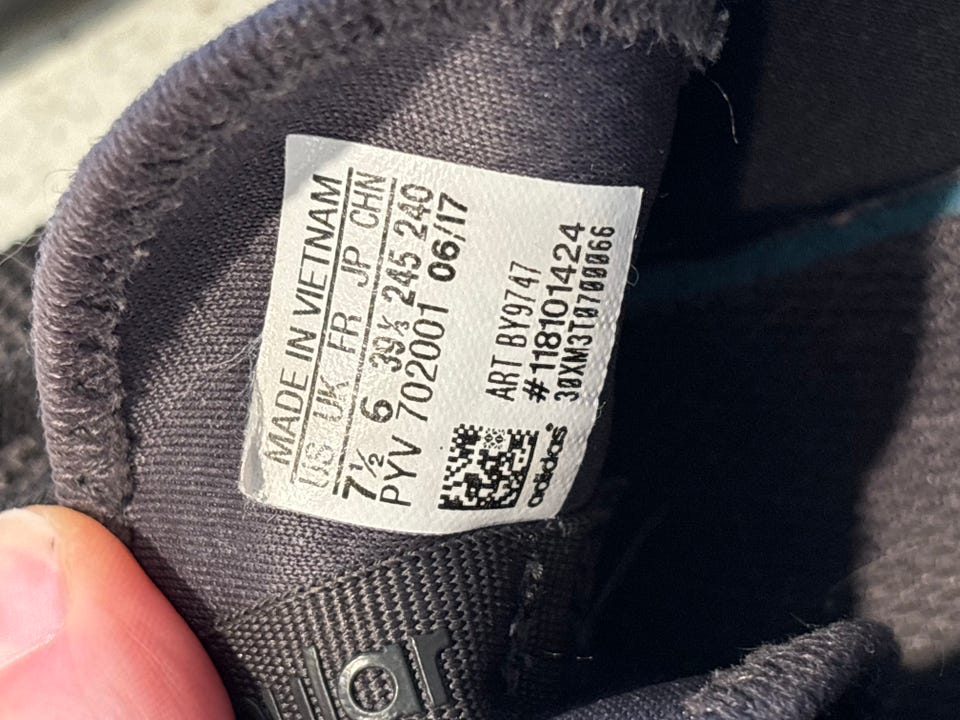 MADE IN VIETNAM
US UK FR JP CHN
7½ 6 39⅓ 245 240
PYV 702001 06/17
ART BY9747
#118101424
30XM3T0700066
adidas
lar